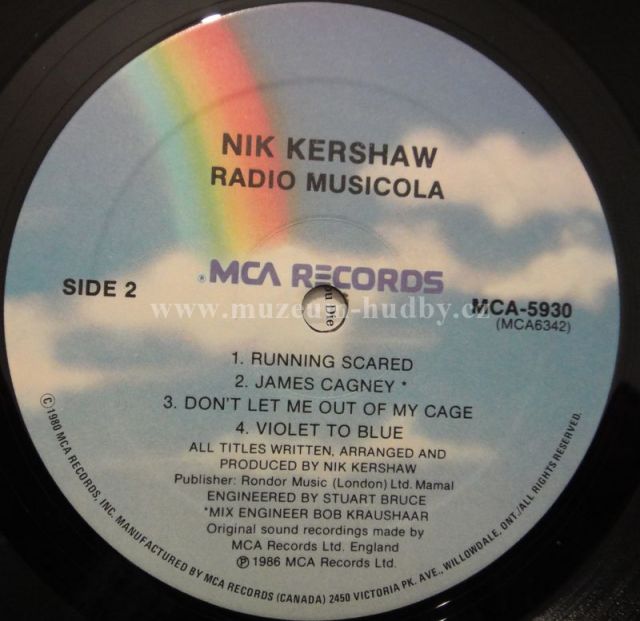 NIK KERSHAW
RADIO MUSICOLA
®MCA RECORDS
SIDE 2
MCA-5930
(MCA6342)
www.muzeum-hudby.cz
u Die
1. RUNNING SCARED
2. JAMES CAGNEY *
3. DON'T LET ME OUT OF MY CAGE
4. VIOLET TO BLUE
ALL TITLES WRITTEN, ARRANGED AND
PRODUCED BY NIK KERSHAW
Publisher: Rondor Music (London) Ltd. Mamal
ENGINEERED BY STUART BRUCE
*MIX ENGINEER BOB KRAUSHAAR
Original sound recordings made by
MCA Records Ltd. England
Ⓟ 1986 MCA Records Ltd.
©1980 MCA RECORDS, INC. MANUFACTURED BY MCA RECORDS (CANADA) 2450 VICTORIA PK. AVE., WILLOWDALE, ONT./ALL RIGHTS RESERVED.